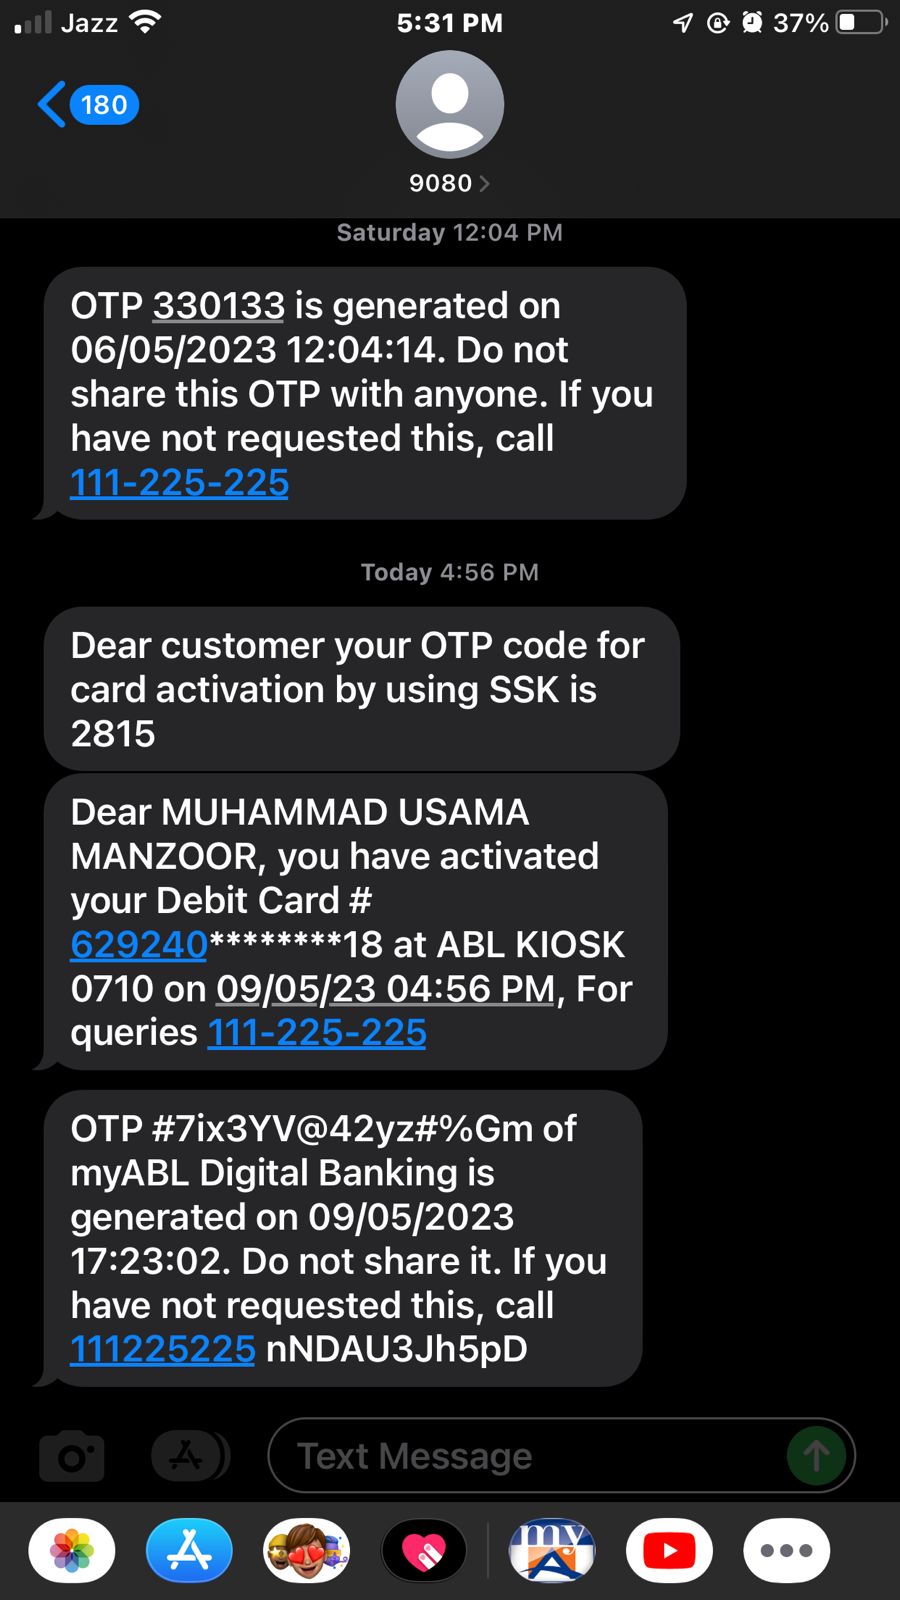 Jazz 5:31 PM 37%
180
9080
Saturday 12:04 PM
OTP 330133 is generated on
06/05/2023 12:04:14. Do not
share this OTP with anyone. If you
have not requested this, call
111-225-225
Today 4:56 PM
Dear customer your OTP code for
card activation by using SSK is
2815
Dear MUHAMMAD USAMA
MANZOOR, you have activated
your Debit Card #
629240********18 at ABL KIOSK
0710 on 09/05/23 04:56 PM, For
queries 111-225-225
OTP #7ix3YV@42yz#%Gm of
myABL Digital Banking is
generated on 09/05/2023
17:23:02. Do not share it. If you
have not requested this, call
111225225 nNDAU3Jh5pD
Text Message
my
A